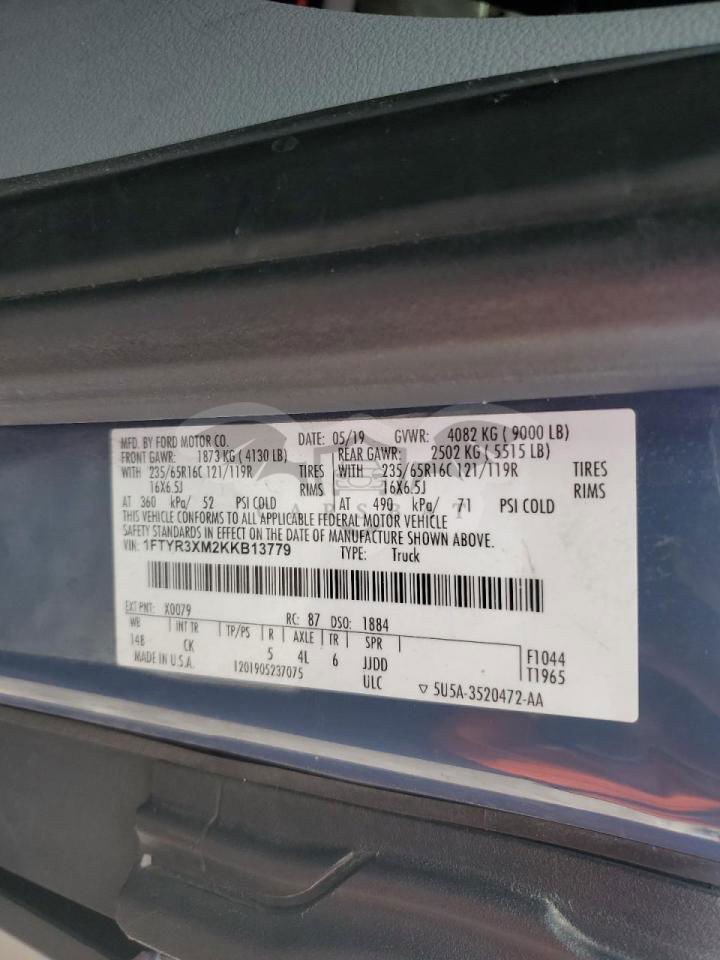 MFD. BY FORD MOTOR CO. DATE: 05/19 GVWR: 4082 KG ( 9000 LB)
FRONT GAWR: 1873 KG ( 4130 LB) REAR GAWR: 2502 KG ( 5515 LB)
WITH 235/65R16C 121/119R TIRES WITH 235/65R16C 121/119R TIRES
16X6.5J RIMS 16X6.5J RIMS
AT 360 kPa/ 52 PSI COLD AT 490 kPa/ 71 PSI COLD
THIS VEHICLE CONFORMS TO ALL APPLICABLE FEDERAL MOTOR VEHICLE
SAFETY STANDARDS IN EFFECT ON THE DATE OF MANUFACTURE SHOWN ABOVE.
VIN: 1FTYR3XM2KKB13779 TYPE: Truck
EXT PNT: X0079 RC: 87 DSO: 1884
WB INT TR TP/PS R AXLE TR SPR
148 CK 5 4L 6 JJDD F1044
MADE IN U.S.A. 1201905237075 ULC T1965
▽ 5U5A-3520472-AA